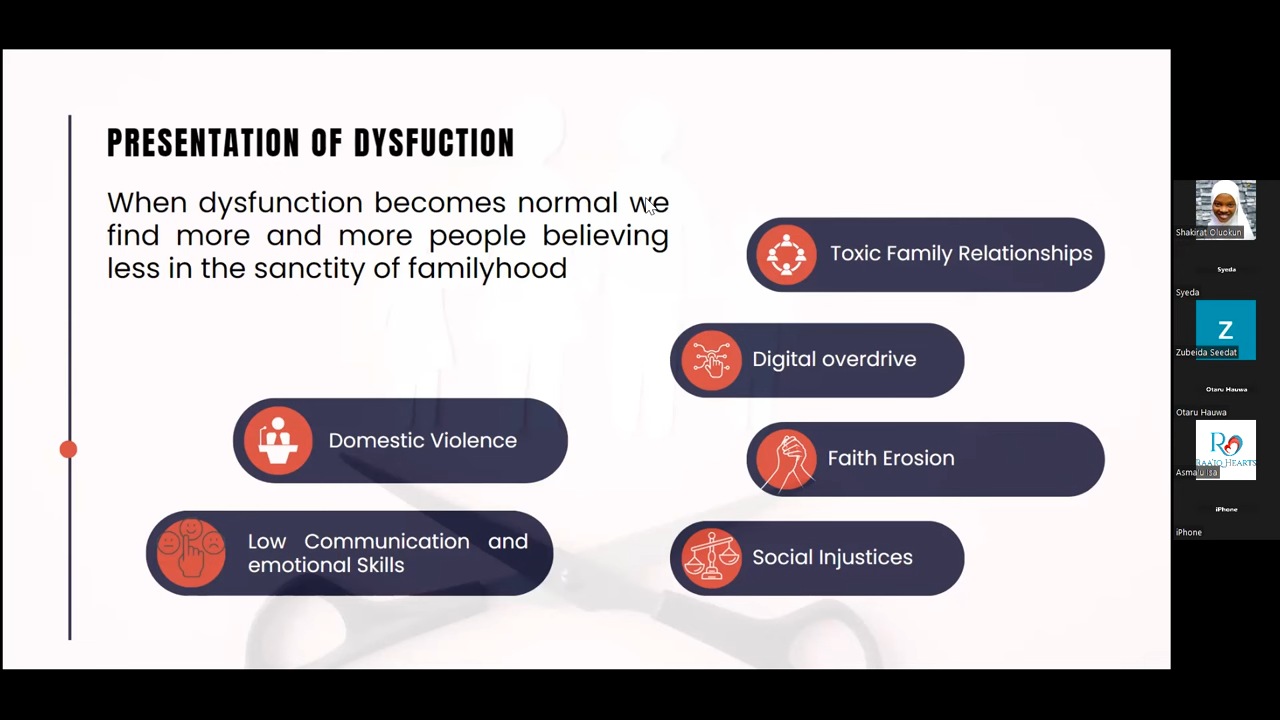 PRESENTATION OF DYSFUCTION
When dysfunction becomes normal we
find more and more people believing
less in the sanctity of familyhood
Toxic Family Relationships
Digital overdrive
Domestic Violence
Faith Erosion
Low Communication and
emotional Skills
Social Injustices
Shakirat Oluokun
Syeda
Syeda
Z
Zubeida Seedat
Otaru Hauwa
Otaru Hauwa
R
HEARTS
Asma'u Isa
iPhone
iPhone